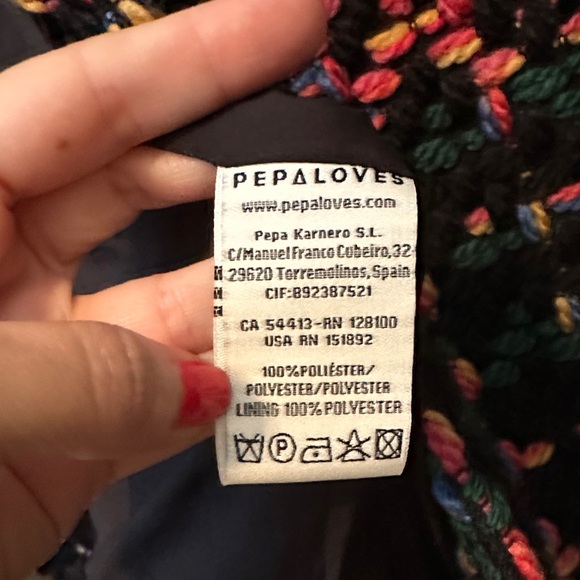 PEPΔLOVES
www.pepaloves.com
Pepa Karnero S.L.
C/Manuel Franco Cubeiro,32
29620 Torremolinos, Spain
CIF:B92387521
CA 54413-RN 128100
USA RN 151892
100%POLIÉSTER/
POLYESTER/POLYESTER
LINING 100% POLYESTER
P